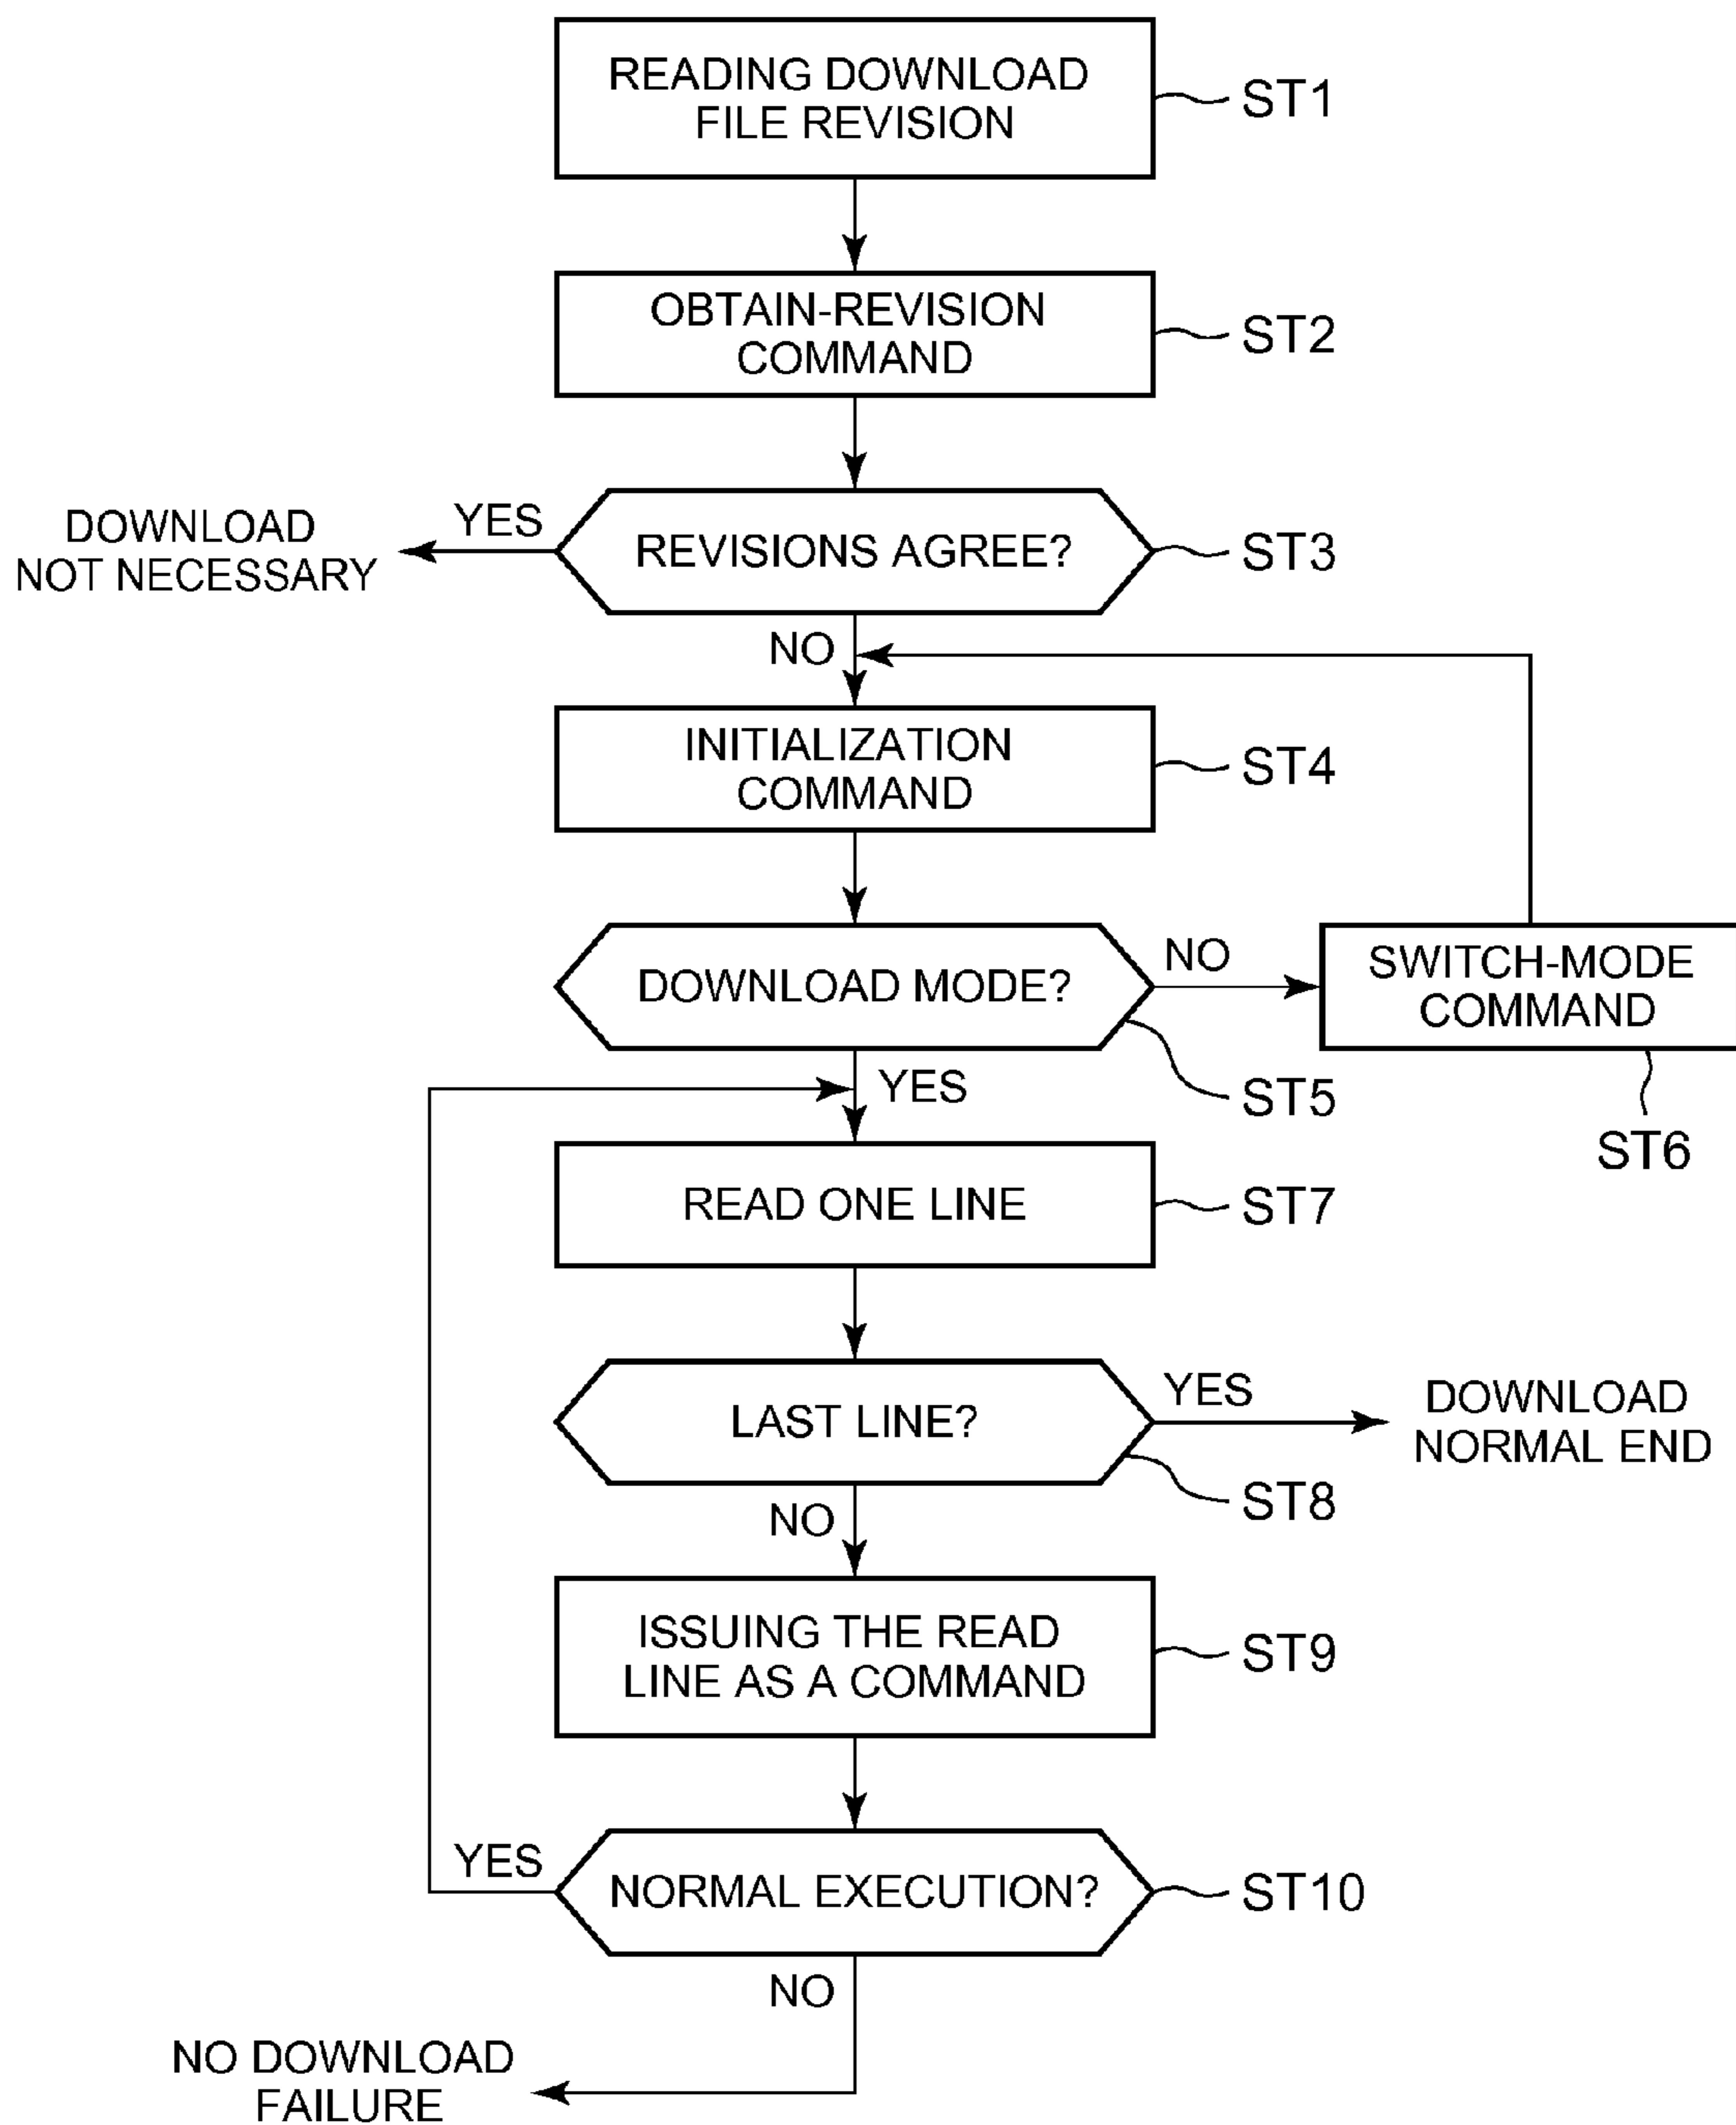 READING DOWNLOAD
FILE REVISION
ST1
OBTAIN-REVISION
COMMAND
ST2
YES
DOWNLOAD
NOT NECESSARY
REVISIONS AGREE?
ST3
NO
INITIALIZATION
COMMAND
ST4
DOWNLOAD MODE?
NO
SWITCH-MODE
COMMAND
YES
ST5
ST6
READ ONE LINE
ST7
LAST LINE?
YES
DOWNLOAD
NORMAL END
ST8
NO
ISSUING THE READ
LINE AS A COMMAND
ST9
YES
NORMAL EXECUTION?
ST10
NO
NO DOWNLOAD
FAILURE